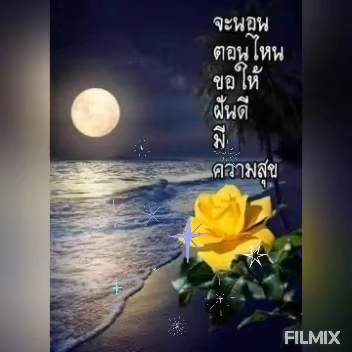 จะนอน
ตอนไหน
ขอให้
ฝันดี
มี
ความสุข
FILMIX